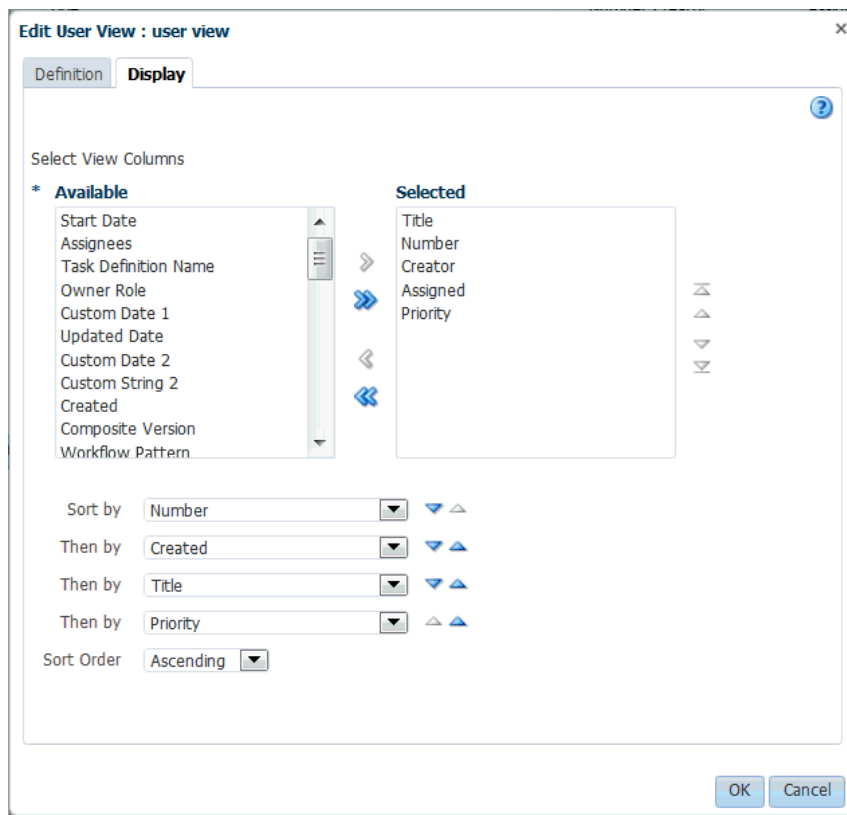 Edit User View : user view
Definition Display
Select View Columns
* Available Selected
Start Date
Assignees
Task Definition Name
Owner Role
Custom Date 1
Updated Date
Custom Date 2
Custom String 2
Created
Composite Version
Workflow Pattern
Title
Number
Creator
Assigned
Priority
Sort by Number
Then by Created
Then by Title
Then by Priority
Sort Order Ascending
OK Cancel